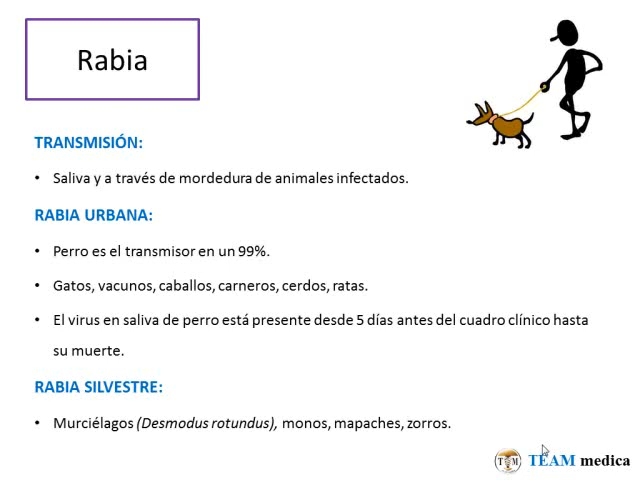 Rabia
TRANSMISIÓN:
• Saliva y a través de mordedura de animales infectados.
RABIA URBANA:
• Perro es el transmisor en un 99%.
• Gatos, vacunos, caballos, carneros, cerdos, ratas.
• El virus en saliva de perro está presente desde 5 días antes del cuadro clínico hasta
su muerte.
RABIA SILVESTRE:
• Murciélagos (Desmodus rotundus), monos, mapaches, zorros.
TEAM medica